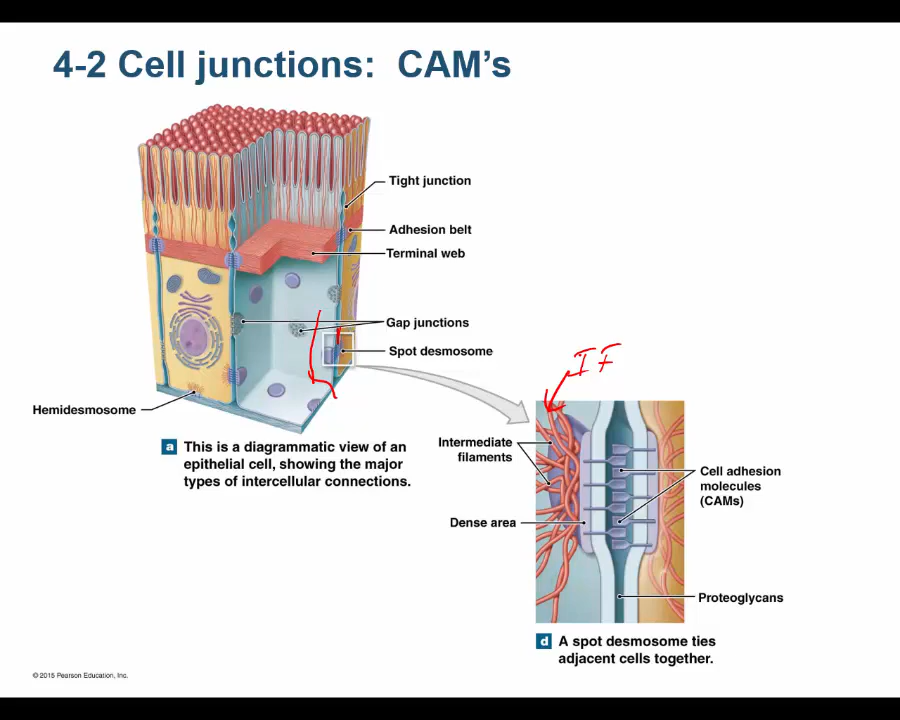 4-2 Cell junctions: CAM's
Tight junction
Adhesion belt
Terminal web
Gap junctions
Spot desmosome
IF
Hemidesmosome
a This is a diagrammatic view of an
epithelial cell, showing the major
types of intercellular connections.
Intermediate
filaments
Dense area
Cell adhesion
molecules
(CAMs)
Proteoglycans
d A spot desmosome ties
adjacent cells together.
© 2015 Pearson Education, Inc.